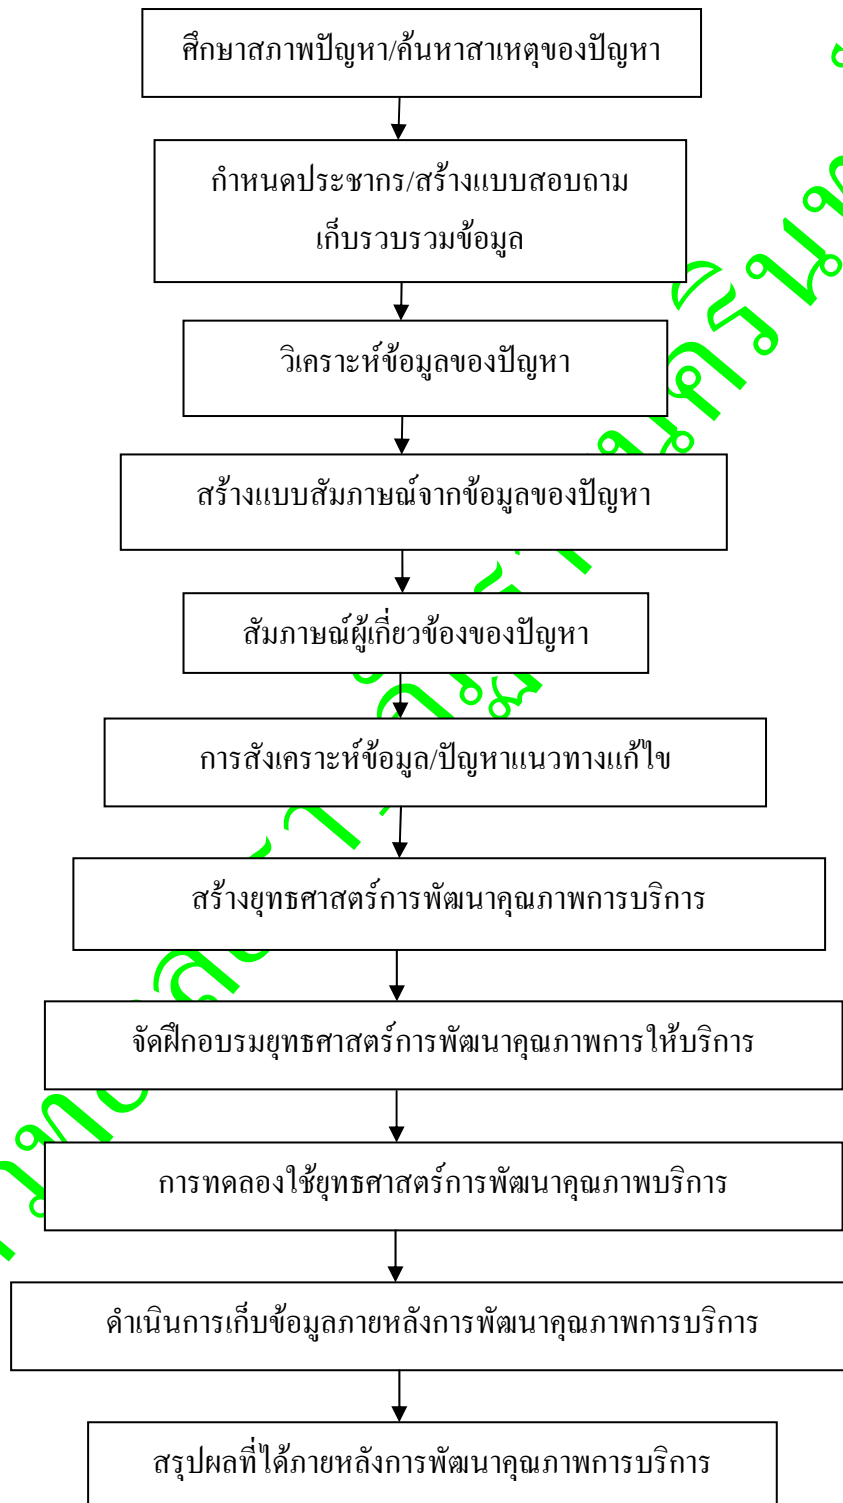 ศึกษาสภาพปัญหา/ค้นหาสาเหตุของปัญหา
กำหนดประชากร/สร้างแบบสอบถาม
เก็บรวบรวมข้อมูล
วิเคราะห์ข้อมูลของปัญหา
สร้างแบบสัมภาษณ์จากข้อมูลของปัญหา
สัมภาษณ์ผู้เกี่ยวข้องของปัญหา
การสังเคราะห์ข้อมูล/ปัญหาแนวทางแก้ไข
สร้างยุทธศาสตร์การพัฒนาคุณภาพการบริการ
จัดฝึกอบรมยุทธศาสตร์การพัฒนาคุณภาพการให้บริการ
การทดลองใช้ยุทธศาสตร์การพัฒนาคุณภาพบริการ
ดำเนินการเก็บข้อมูลภายหลังการพัฒนาคุณภาพการบริการ
สรุปผลที่ได้ภายหลังการพัฒนาคุณภาพการบริการ